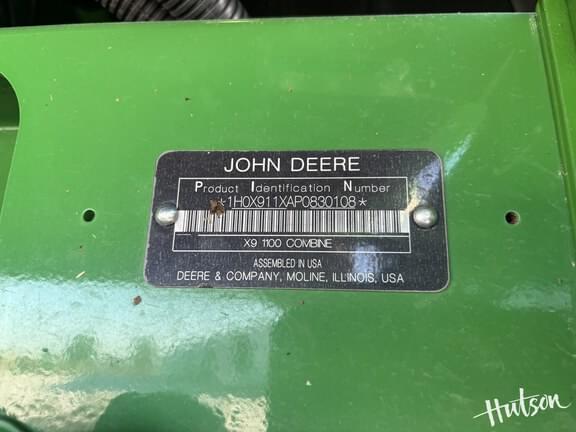 JOHN DEERE
Product Identification Number
*1H0X911XAP0830108*
X9 1100 COMBINE
ASSEMBLED IN USA
DEERE & COMPANY, MOLINE, ILLINOIS, USA
Hutson